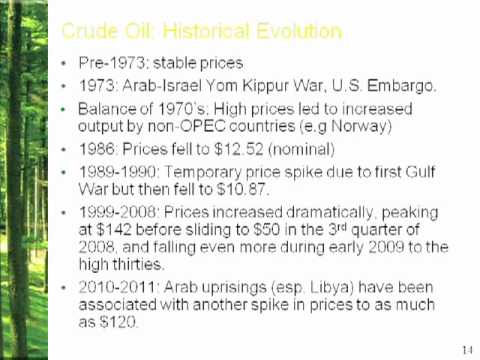 Crude Oil: Historical Evolution
• Pre-1973: stable prices
• 1973: Arab-Israel Yom Kippur War, U.S. Embargo.
• Balance of 1970's: High prices led to increased
output by non-OPEC countries (e.g Norway)
• 1986: Prices fell to $12.52 (nominal)
• 1989-1990: Temporary price spike due to first Gulf
War but then fell to $10.87.
• 1999-2008: Prices increased dramatically, peaking
at $142 before sliding to $50 in the 3rd quarter of
2008, and falling even more during early 2009 to the
high thirties.
• 2010-2011: Arab uprisings (esp. Libya) have been
associated with another spike in prices to as much
as $120.
14